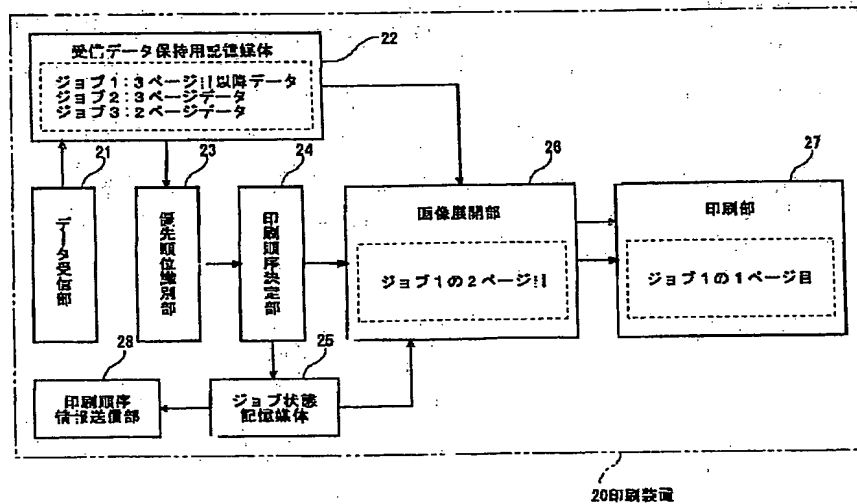 22
受信データ保持用記憶媒体
ジョブ1:3ページ目以降データ
ジョブ2:3ページデータ
ジョブ3:2ページデータ
21
データ受信部
23
優先順位識別部
24
印刷順序決定部
26
画像展開部
ジョブ1の2ページ目
27
印刷部
ジョブ1の1ページ目
28
印刷順序
情報送信部
25
ジョブ状態
記憶媒体
20印刷装置